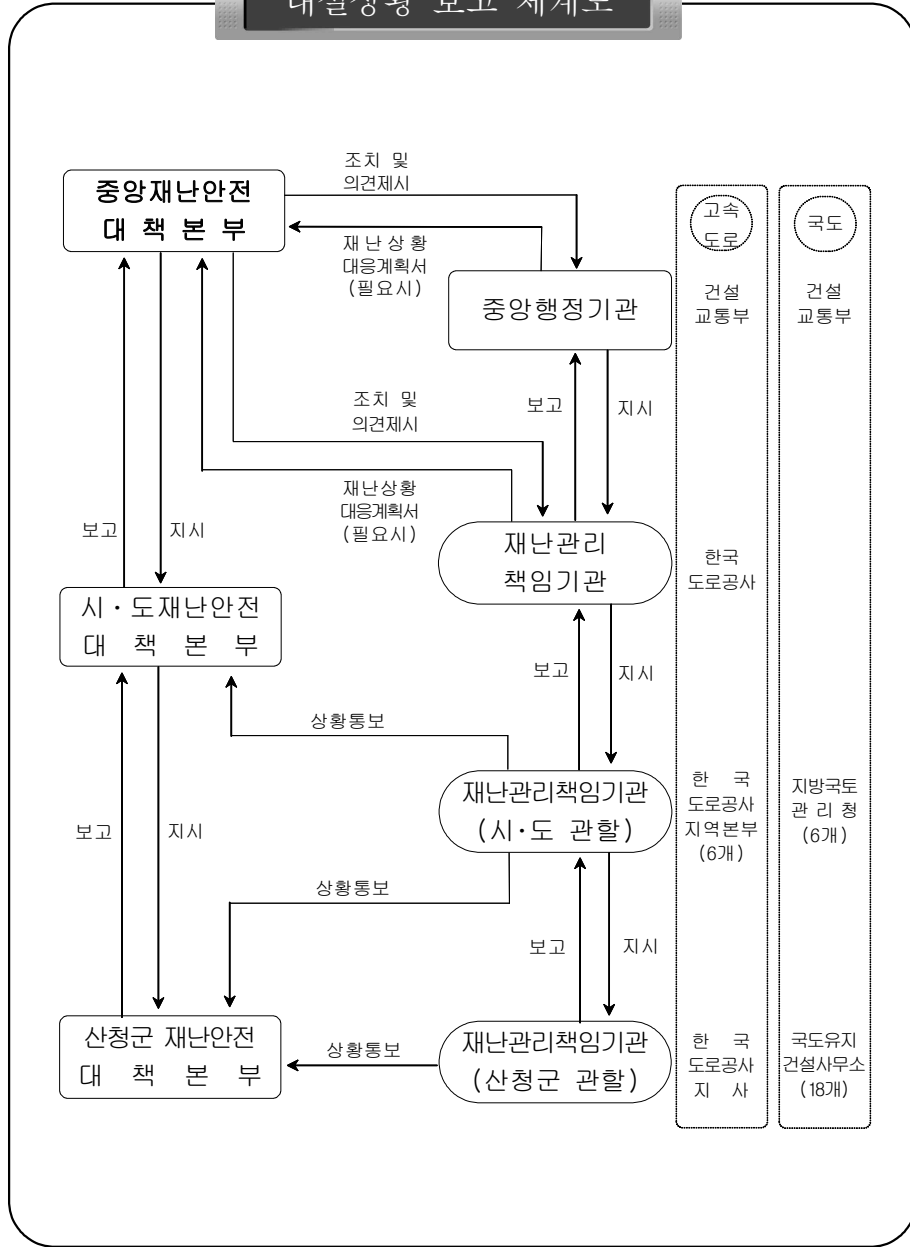 대설상황 보고 체계도
조치 및
의견제시
중앙재난안전
대 책 본 부
재 난 상 황
대응계획서
(필요시)
중앙행정기관
고속
도로
국도
건설
교통부
건설
교통부
조치 및
의견제시
보고
지시
재난상황
대응계획서
(필요시)
보고
지시
재난관리
책임기관
한국
도로공사
시·도재난안전
대 책 본 부
보고
지시
상황통보
재난관리책임기관
(시·도 관할)
한 국
도로공사
지역본부
(6개)
지방국토
관 리 청
(6개)
보고
지시
상황통보
보고
지시
산청군 재난안전
대 책 본 부
상황통보
재난관리책임기관
(산청군 관할)
한 국
도로공사
지 사
국도유지
건설사무소
(18개)